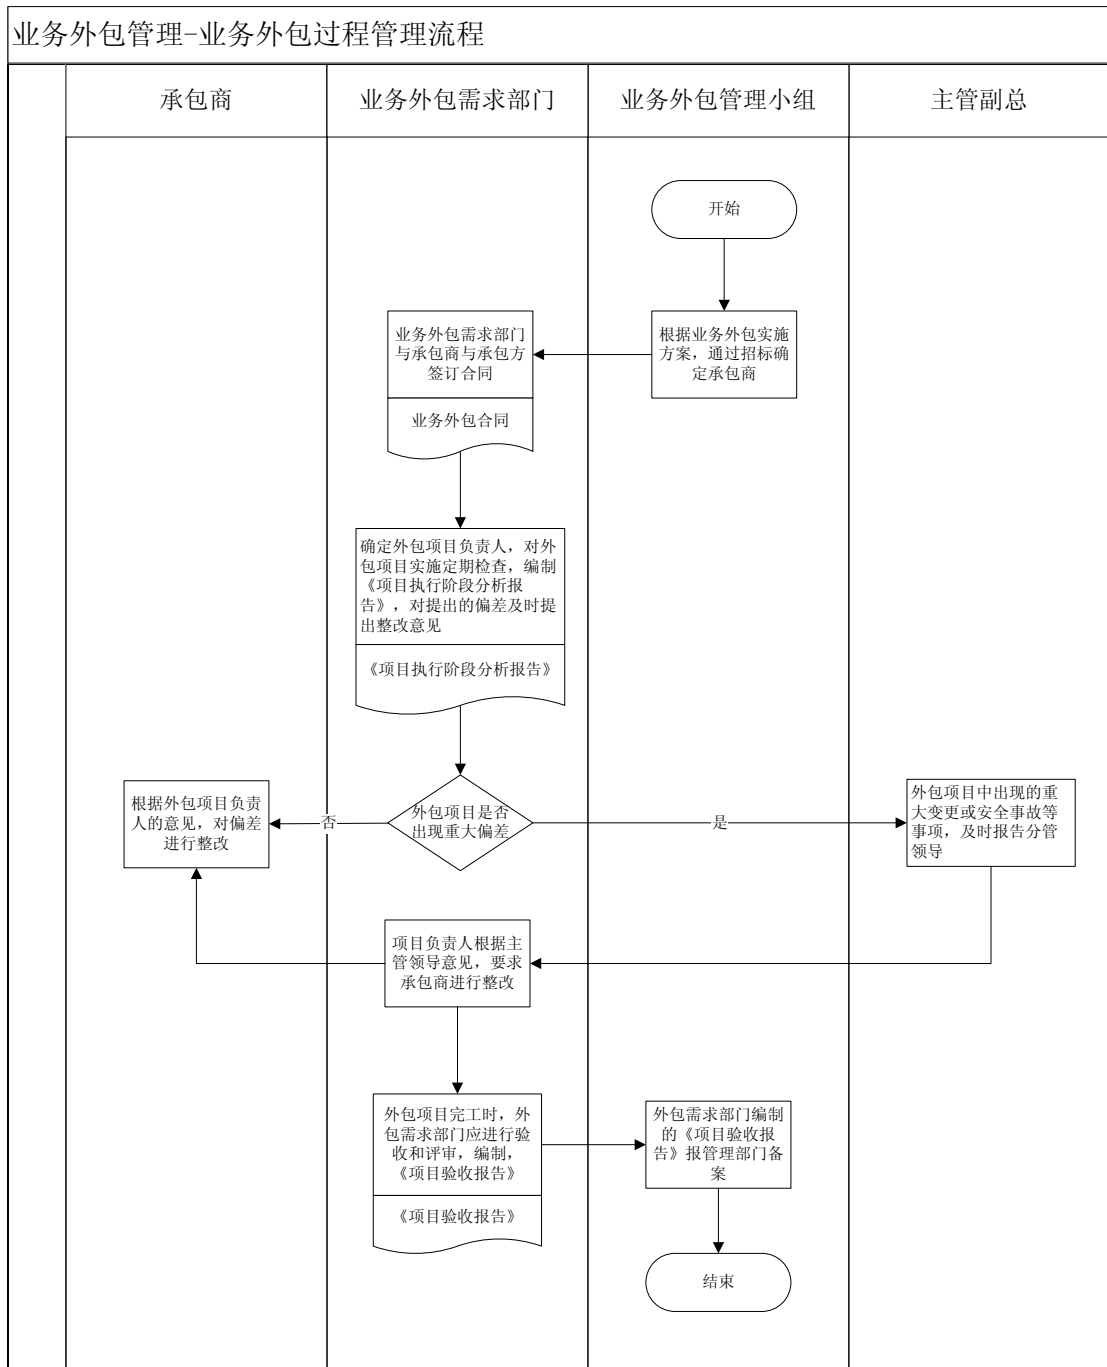 业务外包管理-业务外包过程管理流程
承包商
业务外包需求部门
业务外包管理小组
主管副总
开始
业务外包需求部门
与承包商与承包方
签订合同
业务外包合同
根据业务外包实施
方案，通过招标确
定承包商
确定外包项目负责人，对外
包项目实施定期检查，编制
《项目执行阶段分析报
告》，对提出的偏差及时提
出整改意见
《项目执行阶段分析报告》
根据外包项目负责
人的意见，对偏差
进行整改
否
外包项目是否
出现重大偏差
是
外包项目中出现的重
大变更或安全事故等
事项，及时报告分管
领导
项目负责人根据主
管领导意见，要求
承包商进行整改
外包项目完工时，外
包需求部门应进行验
收和评审，编制，
《项目验收报告》
《项目验收报告》
外包需求部门编制
的《项目验收报
告》报管理部门备
案
结束